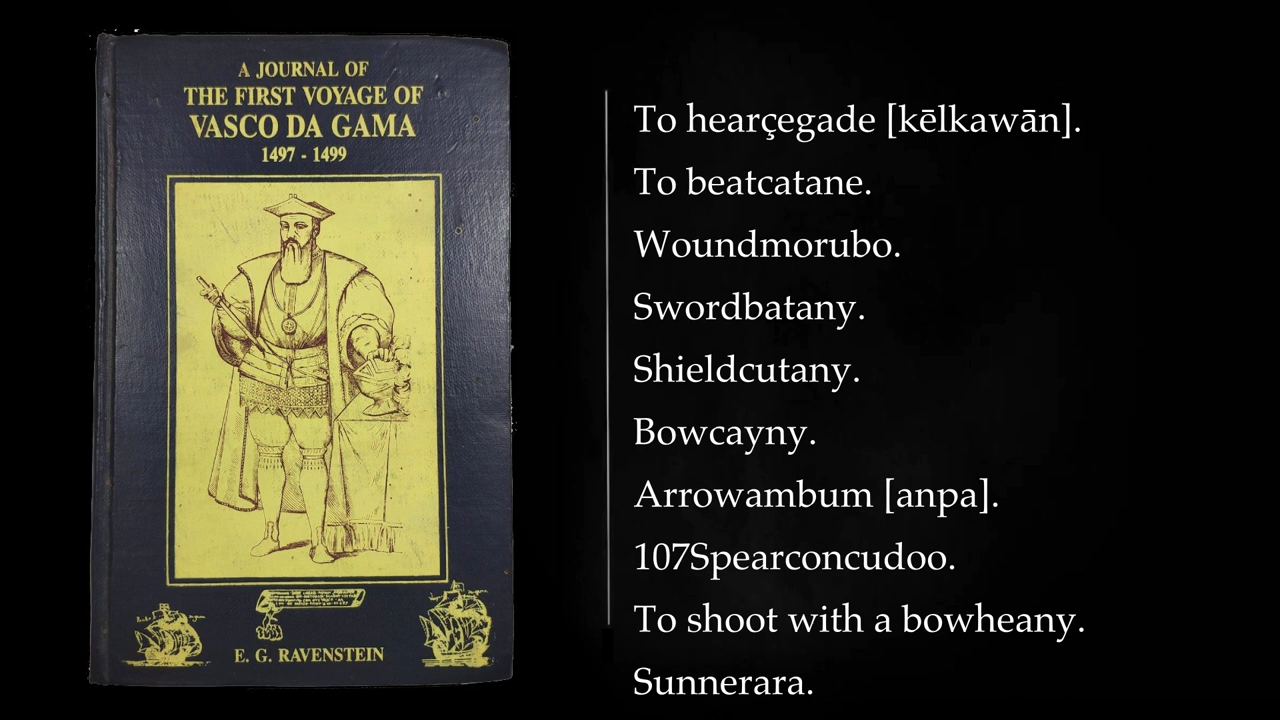 A JOURNAL OF
THE FIRST VOYAGE OF
VASCO DA GAMA
1497 - 1499
E. G. RAVENSTEIN
To hearçegade [kēlkawān].
To beatcatane.
Woundmorubo.
Swordbatany.
Shieldcutany.
Bowcayny.
Arrowambum [anpa].
107Spearconcudoo.
To shoot with a bowheany.
Sunnerara.